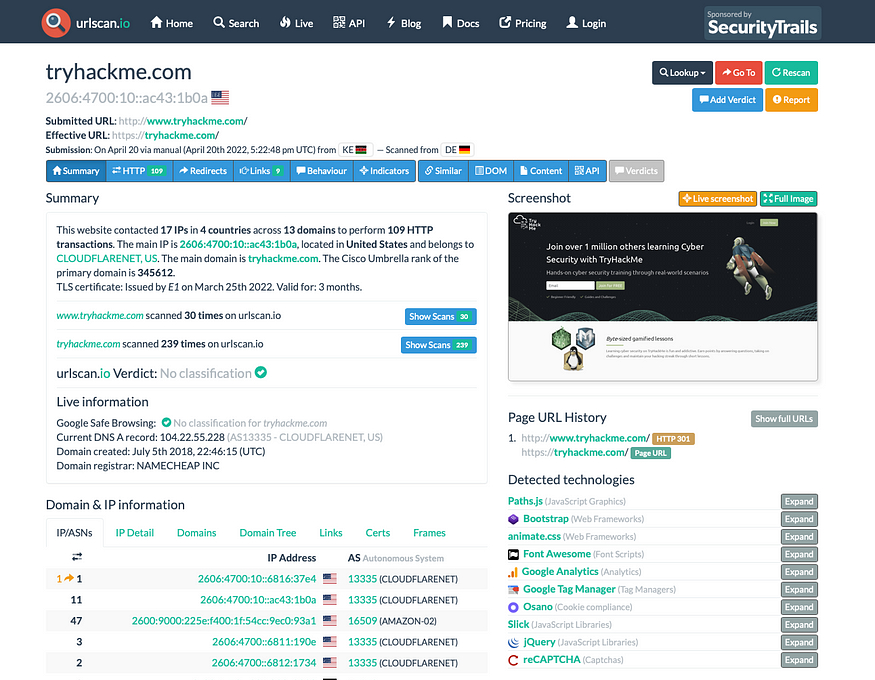 urlscan.io
Home
Search
Live
API
Blog
Docs
Pricing
Login
Sponsored by
SecurityTrails
tryhackme.com
2606:4700:10::ac43:1b0a
Lookup
Go To
Rescan
Add Verdict
Report
Submitted URL: http://www.tryhackme.com/
Effective URL: https://tryhackme.com/
Submission: On April 20 via manual (April 20th 2022, 5:22:48 pm UTC) from KE — Scanned from DE
Summary
HTTP 109
Redirects
Links 9
Behaviour
Indicators
Similar
DOM
Content
API
Verdicts
Summary
This website contacted 17 IPs in 4 countries across 13 domains to perform 109 HTTP
transactions. The main IP is 2606:4700:10::ac43:1b0a, located in United States and belongs to
CLOUDFLARENET, US. The main domain is tryhackme.com. The Cisco Umbrella rank of the
primary domain is 345612.
TLS certificate: Issued by E1 on March 25th 2022. Valid for: 3 months.
www.tryhackme.com scanned 30 times on urlscan.io
Show Scans 30
tryhackme.com scanned 239 times on urlscan.io
Show Scans 239
urlscan.io Verdict: No classification
Live information
Google Safe Browsing: No classification for tryhackme.com
Current DNS A record: 104.22.55.228 (AS13335 - CLOUDFLARENET, US)
Domain created: July 5th 2018, 22:46:15 (UTC)
Domain registrar: NAMECHEAP INC
Domain & IP information
IP/ASNs
IP Detail
Domains
Domain Tree
Links
Certs
Frames
IP Address
AS Autonomous System
1 1 2606:4700:10::6816:37e4 13335 (CLOUDFLARENET)
11 2606:4700:10::ac43:1b0a 13335 (CLOUDFLARENET)
47 2600:9000:225e:f400:1f:54cc:9ec0:93a1 16509 (AMAZON-02)
3 2606:4700::6811:190e 13335 (CLOUDFLARENET)
2 2606:4700::6812:1734 13335 (CLOUDFLARENET)
Screenshot
Live screenshot
Full Image
Try
Hack
Me
Join over 1 million others learning Cyber
Security with TryHackMe
Hands-on cyber security training through real-world scenarios
Email
Join for FREE
Beginner Friendly
Guides and Challenges
Byte-sized gamified lessons
Page URL History
Show full URLs
1. http://www.tryhackme.com/ HTTP 301
https://tryhackme.com/ Page URL
Detected technologies
Paths.js (JavaScript Graphics) Expand
Bootstrap (Web Frameworks) Expand
animate.css (Web Frameworks) Expand
Font Awesome (Font Scripts) Expand
Google Analytics (Analytics) Expand
Google Tag Manager (Tag Managers) Expand
Osano (Cookie compliance) Expand
Slick (JavaScript Libraries) Expand
jQuery (JavaScript Libraries) Expand
reCAPTCHA (Captchas) Expand